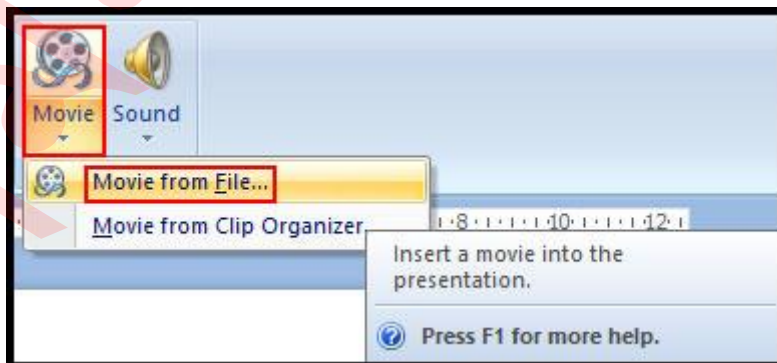 Movie Sound
Movie from File...
Movie from Clip Organizer
8 10 12
Insert a movie into the
presentation.
Press F1 for more help.